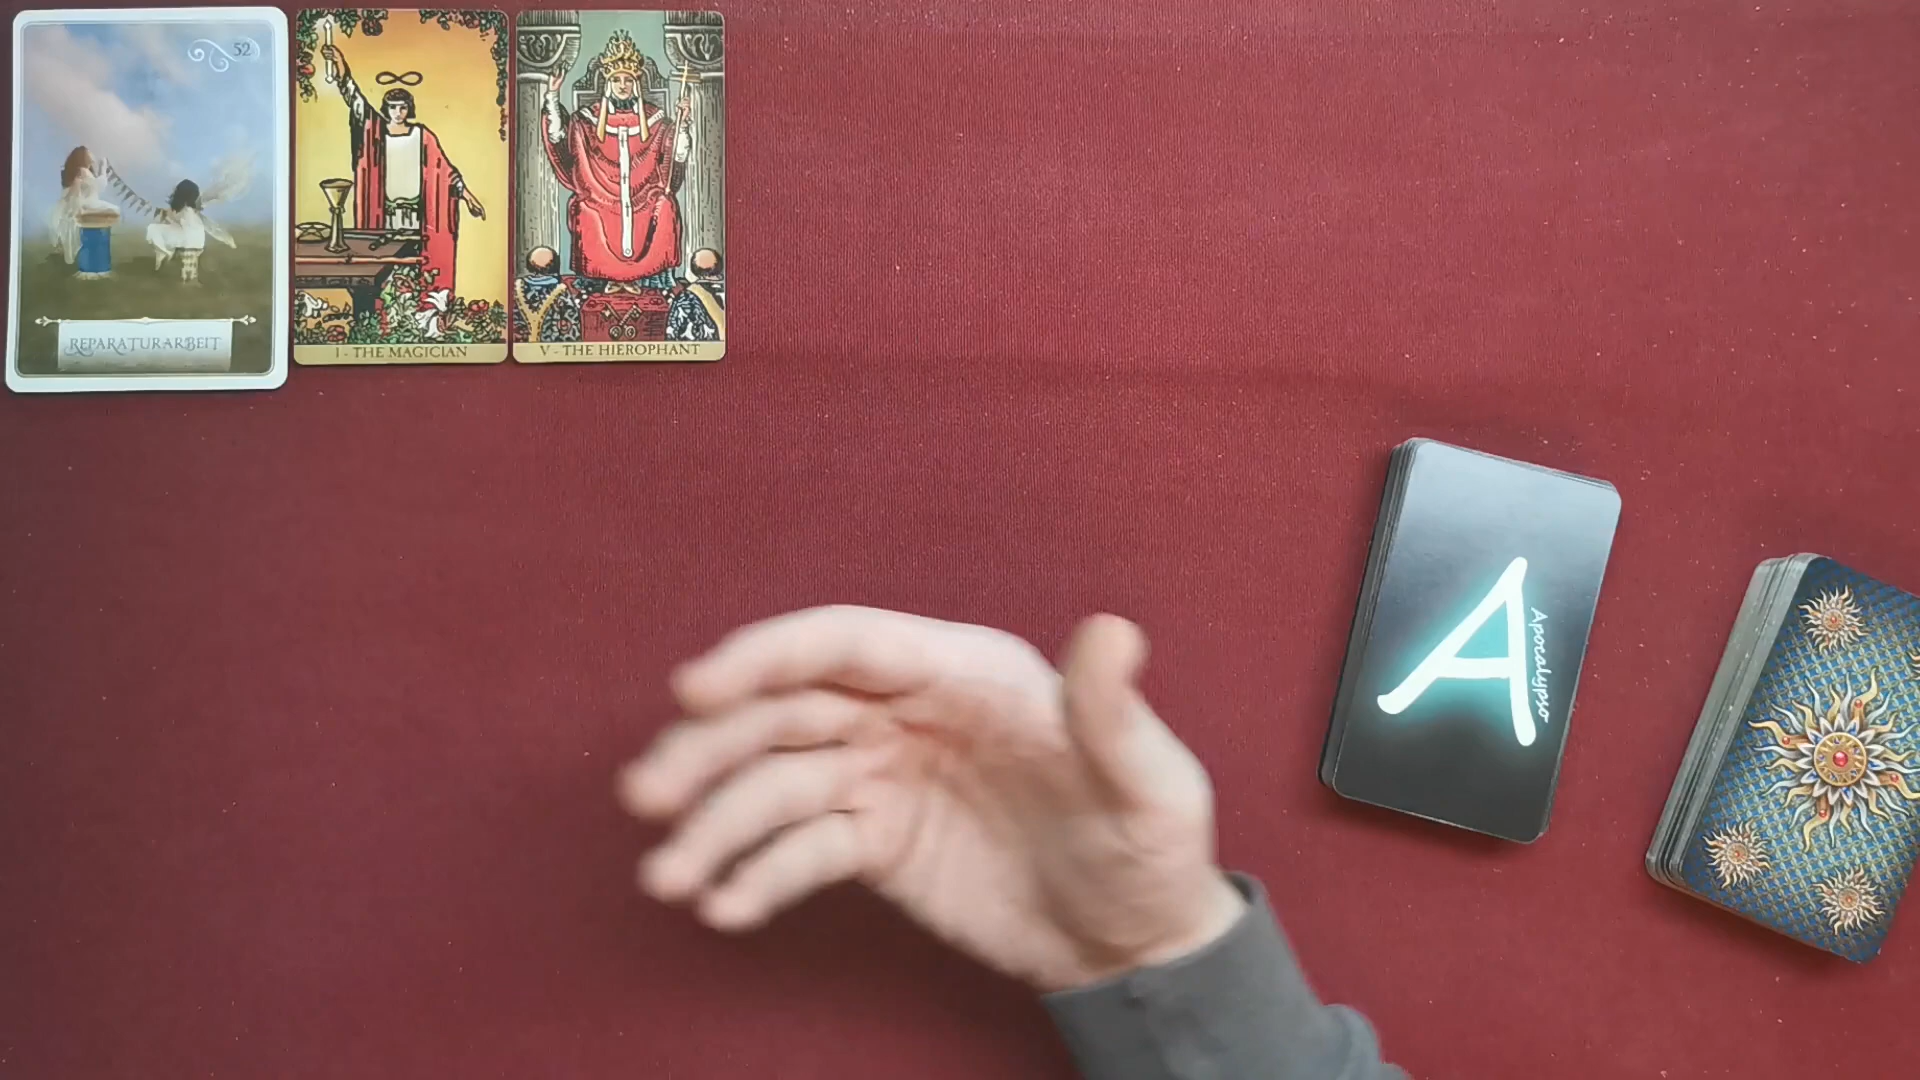 52
REPARATURARBEIT
I - THE MAGICIAN
V - THE HIEROPHANT
A
Apocalypso